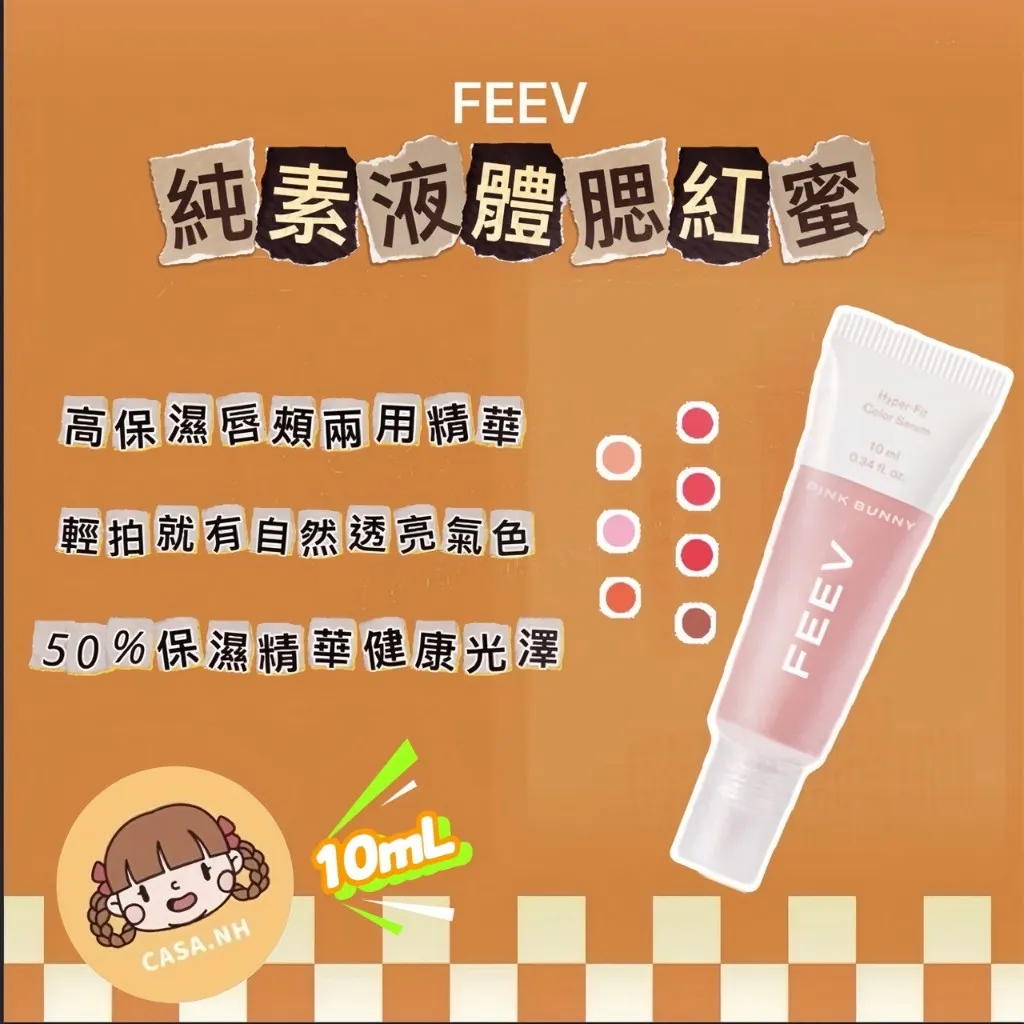 FEEV
純素液體腮紅蜜
高保濕唇頰兩用精華
輕拍就有自然透亮氣色
50%保濕精華健康光澤
Hyper-Fit
Color Serum
10 ml
0.34 fl. oz.
PINK BUNNY
FEEV
10mL
CASA.NH